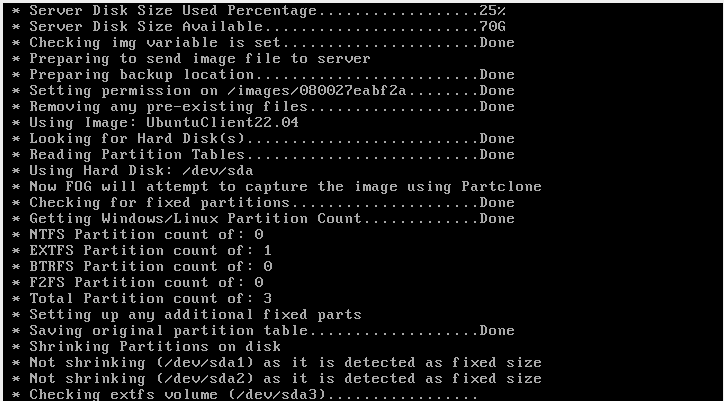 * Server Disk Size Used Percentage..................25%
* Server Disk Size Available........................70G
* Checking img variable is set......................Done
* Preparing to send image file to server
* Preparing backup location.........................Done
* Setting permission on /images/080027eabf2a........Done
* Removing any pre-existing files...................Done
* Using Image: UbuntuClient22.04
* Looking for Hard Disk(s)..........................Done
* Reading Partition Tables..........................Done
* Using Hard Disk: /dev/sda
* Now FOG will attempt to capture the image using Partclone
* Checking for fixed partitions.....................Done
* Getting Windows/Linux Partition Count.............Done
* NTFS Partition count of: 0
* EXTFS Partition count of: 1
* BTRFS Partition count of: 0
* F2FS Partition count of: 0
* Total Partition count of: 3
* Setting up any additional fixed parts
* Saving original partition table...................Done
* Shrinking Partitions on disk
* Not shrinking (/dev/sda1) as it is detected as fixed size
* Not shrinking (/dev/sda2) as it is detected as fixed size
* Checking extfs volume (/dev/sda3).................